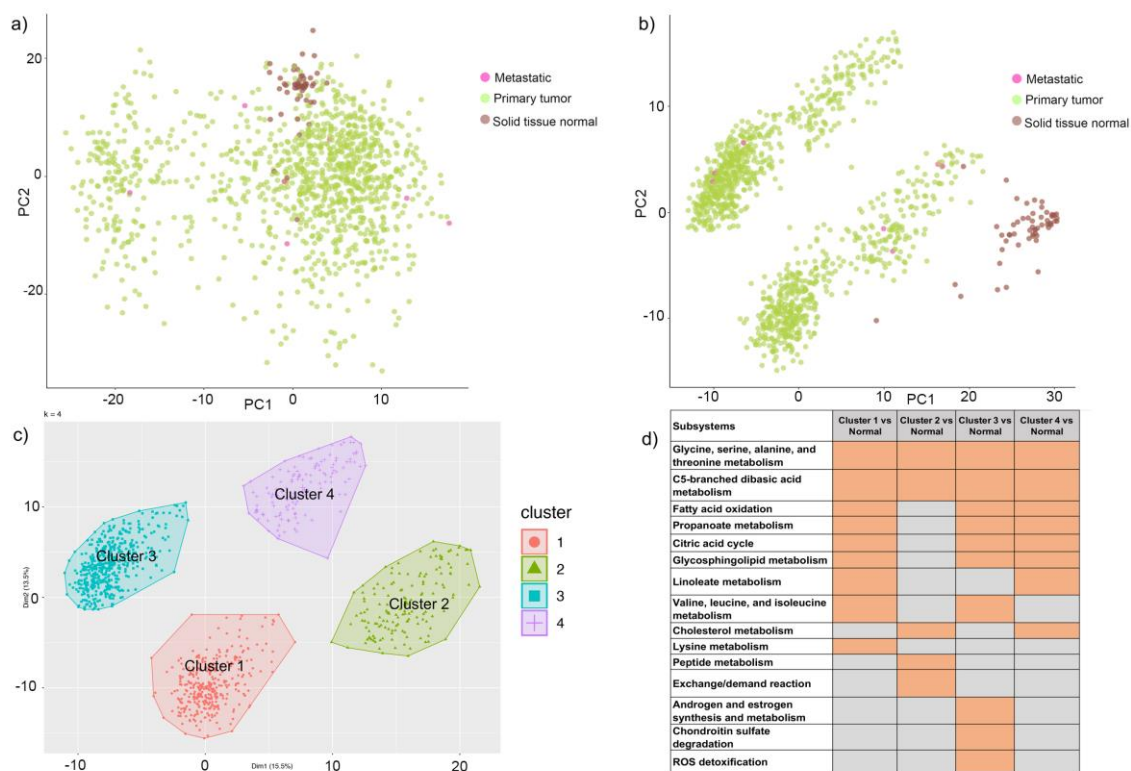 a)
20
0
-20
PC2
-20
-10
0
10
PC1
Metastatic
Primary tumor
Solid tissue normal
b)
10
0
-10
PC2
-10
0
10
20
30
PC1
Metastatic
Primary tumor
Solid tissue normal
c)
k = 4
10
0
-10
Dim2 (13.5%)
-10
0
10
20
Dim1 (15.5%)
Cluster 4
Cluster 3
Cluster 2
Cluster 1
cluster
1
2
3
4
d)
Subsystems
Cluster 1 vs
Normal
Cluster 2 vs
Normal
Cluster 3 vs
Normal
Cluster 4 vs
Normal
Glycine, serine, alanine, and
threonine metabolism
C5-branched dibasic acid
metabolism
Fatty acid oxidation
Propanoate metabolism
Citric acid cycle
Glycosphingolipid metabolism
Linoleate metabolism
Valine, leucine, and isoleucine
metabolism
Cholesterol metabolism
Lysine metabolism
Peptide metabolism
Exchange/demand reaction
Androgen and estrogen
synthesis and metabolism
Chondroitin sulfate
degradation
ROS detoxification